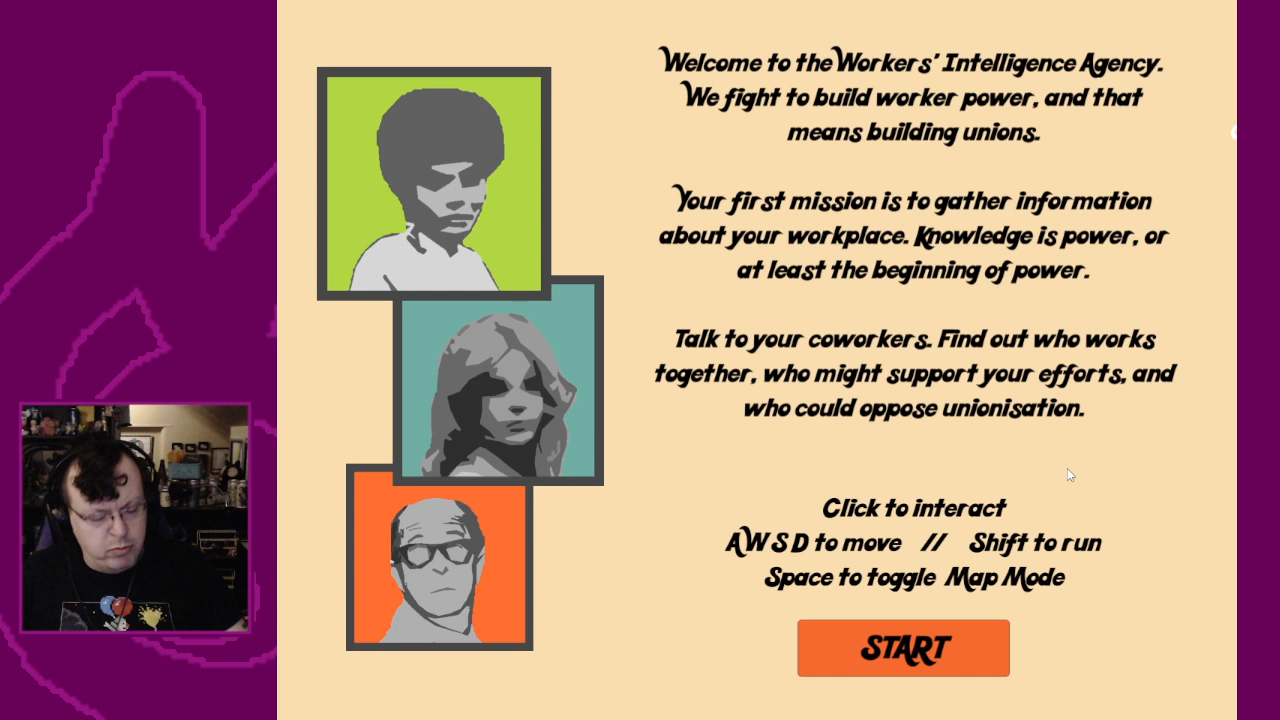 Welcome to the Workers' Intelligence Agency.
We fight to build worker power, and that
means building unions.
Your first mission is to gather information
about your workplace. Knowledge is power, or
at least the beginning of power.
Talk to your coworkers. Find out who works
together, who might support your efforts, and
who could oppose unionisation.
Click to interact
AWSD to move // Shift to run
Space to toggle Map Mode
START